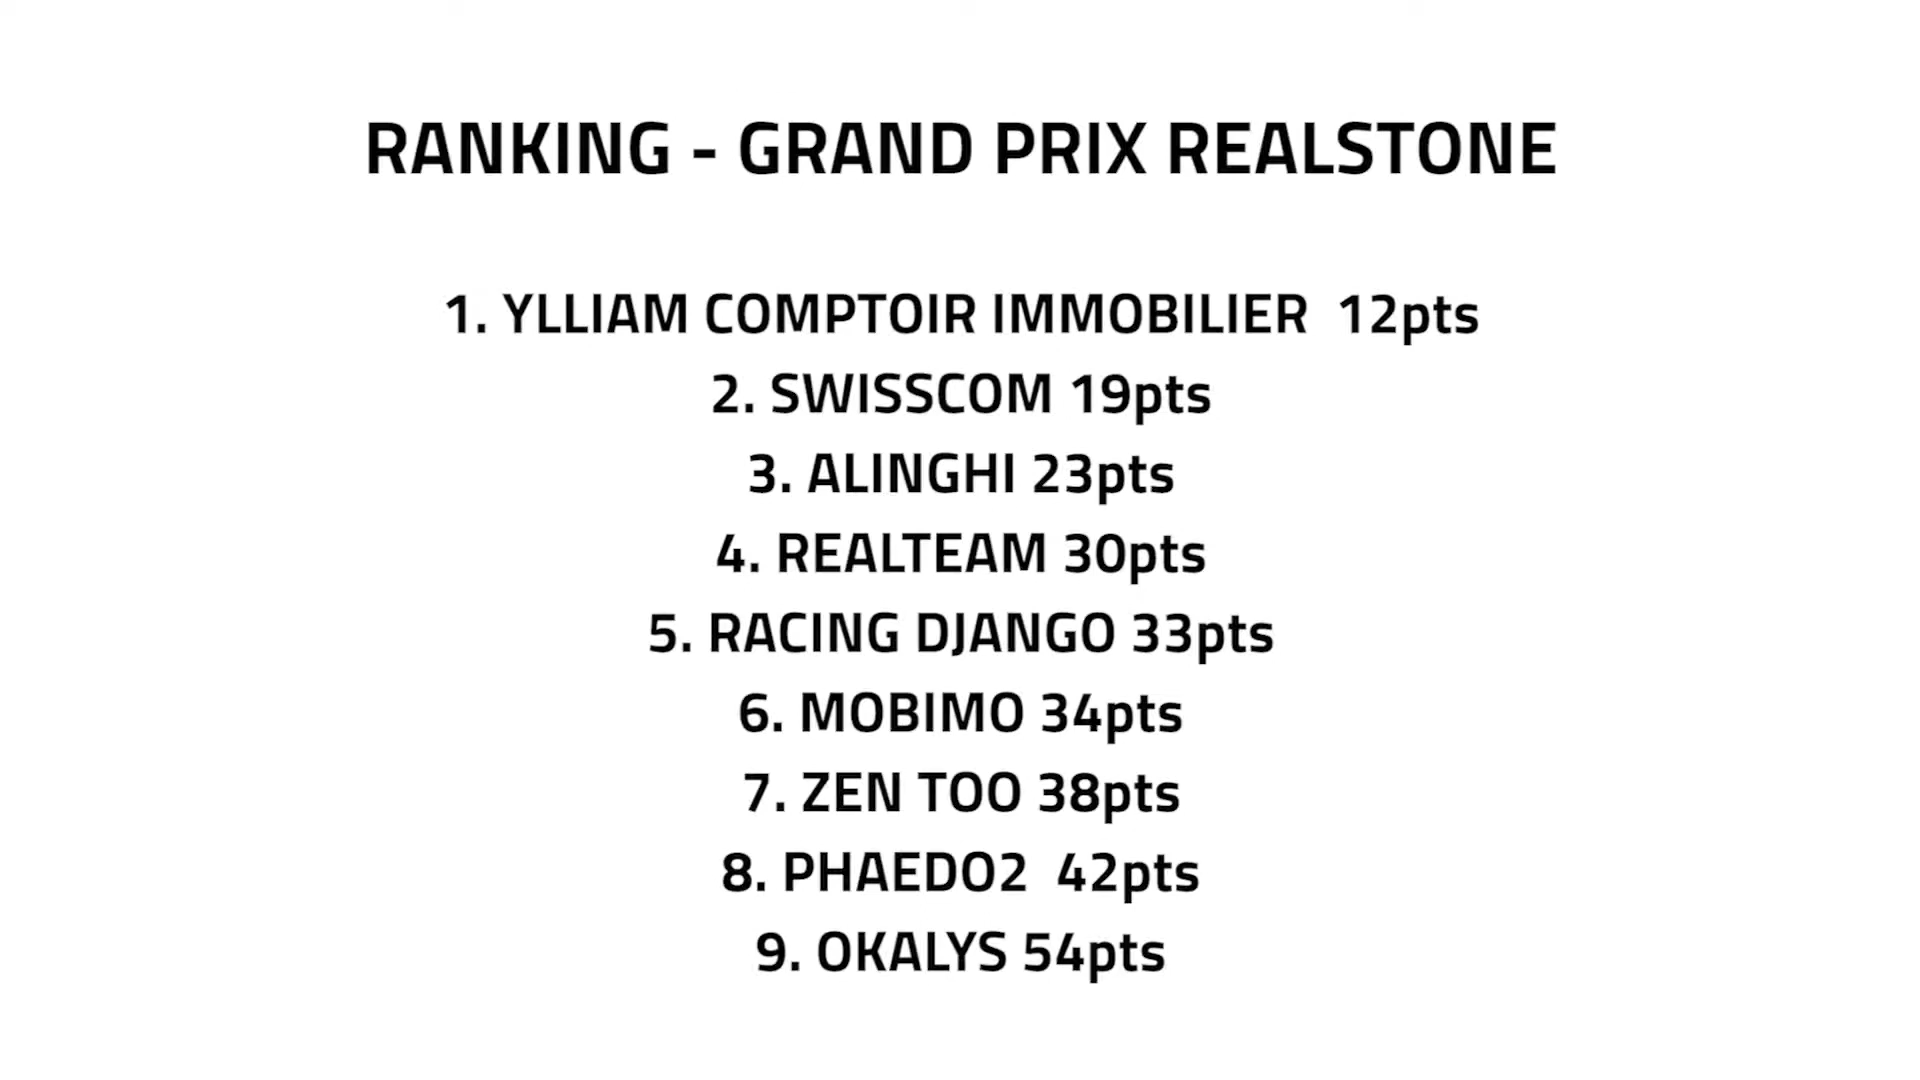 RANKING - GRAND PRIX REALSTONE
1. YLLIAM COMPTOIR IMMOBILIER  12pts
2. SWISSCOM 19pts
3. ALINGHI 23pts
4. REALTEAM 30pts
5. RACING DJANGO 33pts
6. MOBIMO 34pts
7. ZEN TOO 38pts
8. PHAEDO2  42pts
9. OKALYS 54pts